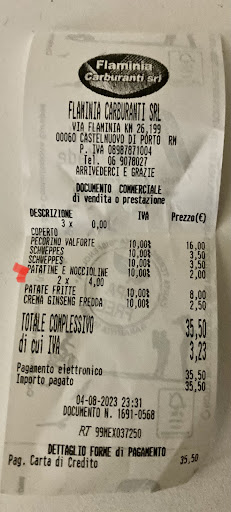 Flaminia
Carburanti srl
FLAMINIA CARBURANTI SRL
VIA FLAMINIA KM 26,199
00060 CASTELNUOVO DI PORTO RM
P. IVA 08987871004
Tel. 06 9078027
ARRIVEDERCI E GRAZIE
DOCUMENTO COMMERCIALE
di vendita o prestazione
DESCRIZIONE IVA Prezzo(€)
3 x 0,00
COPERTO
PECORINO VALFORTE 10,00% 16,00
SCHWEPPES 10,00% 3,50
SCHWEPPES 10,00% 3,50
PATATINE E NOCCIOLINE 10,00% 2,00
2 x 4,00
PATATE FRITTE 10,00% 8,00
CREMA GINSENG FREDDA 10,00% 2,50
TOTALE COMPLESSIVO 35,50
di cui IVA 3,23
Pagamento elettronico 35,50
Importo pagato 35,50
04-08-2023 23:31
DOCUMENTO N. 1691-0568
RT 99MEX037250
DETTAGLIO FORME di PAGAMENTO
Pag. Carta di Credito 35,50